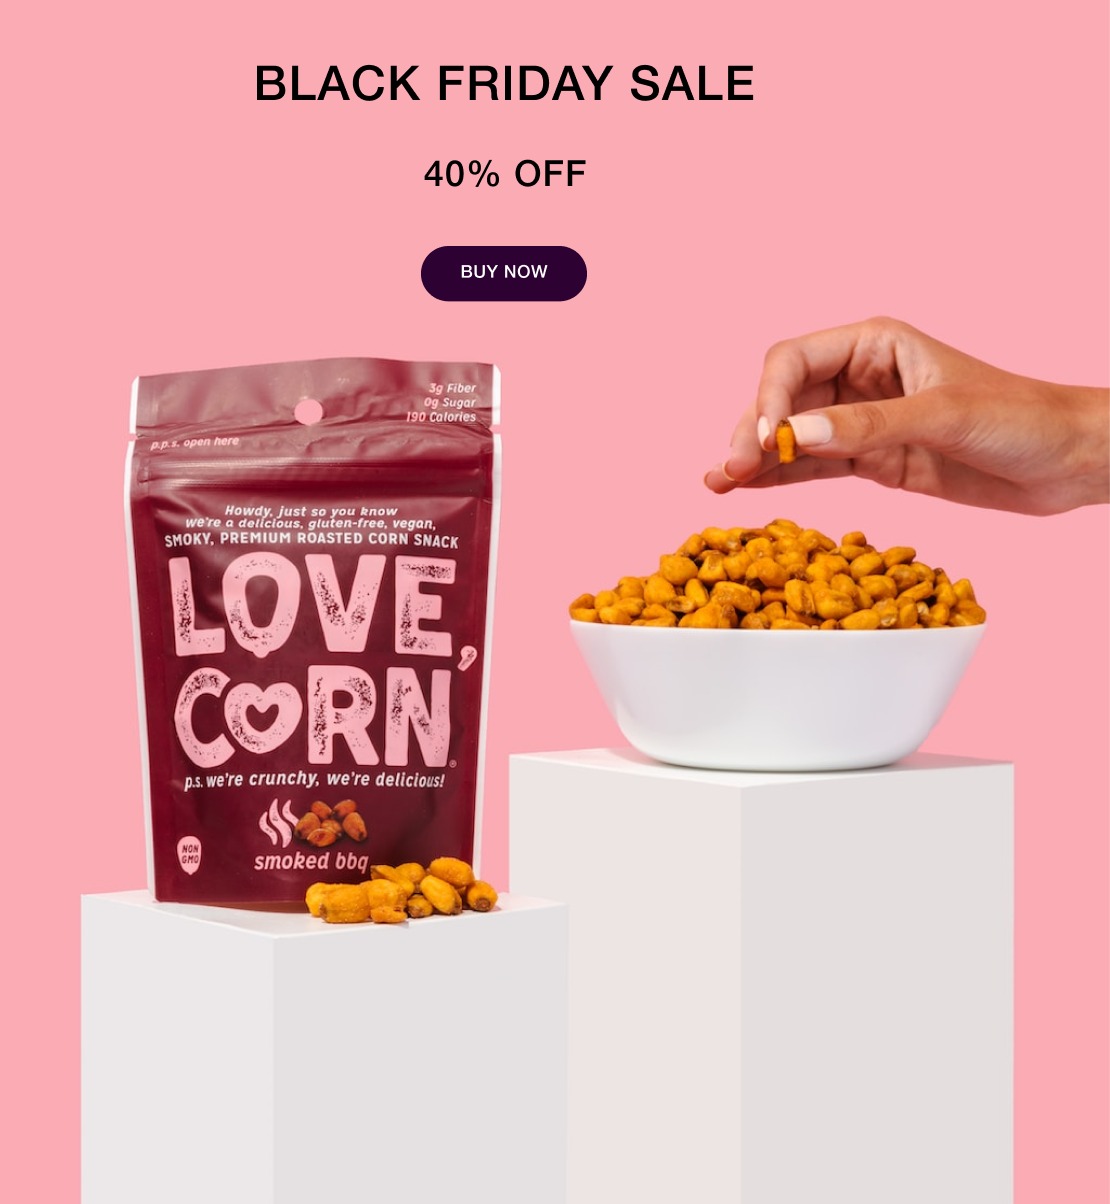 BLACK FRIDAY SALE
40% OFF
BUY NOW
3g Fiber
0g Sugar
190 Calories
p.p.s. open here
Howdy, just so you know
we're a delicious, gluten-free, vegan,
SMOKY, PREMIUM ROASTED CORN SNACK
LOVE,
CORN®
p.s. we're crunchy, we're delicious!
NON
GMO
smoked bbq